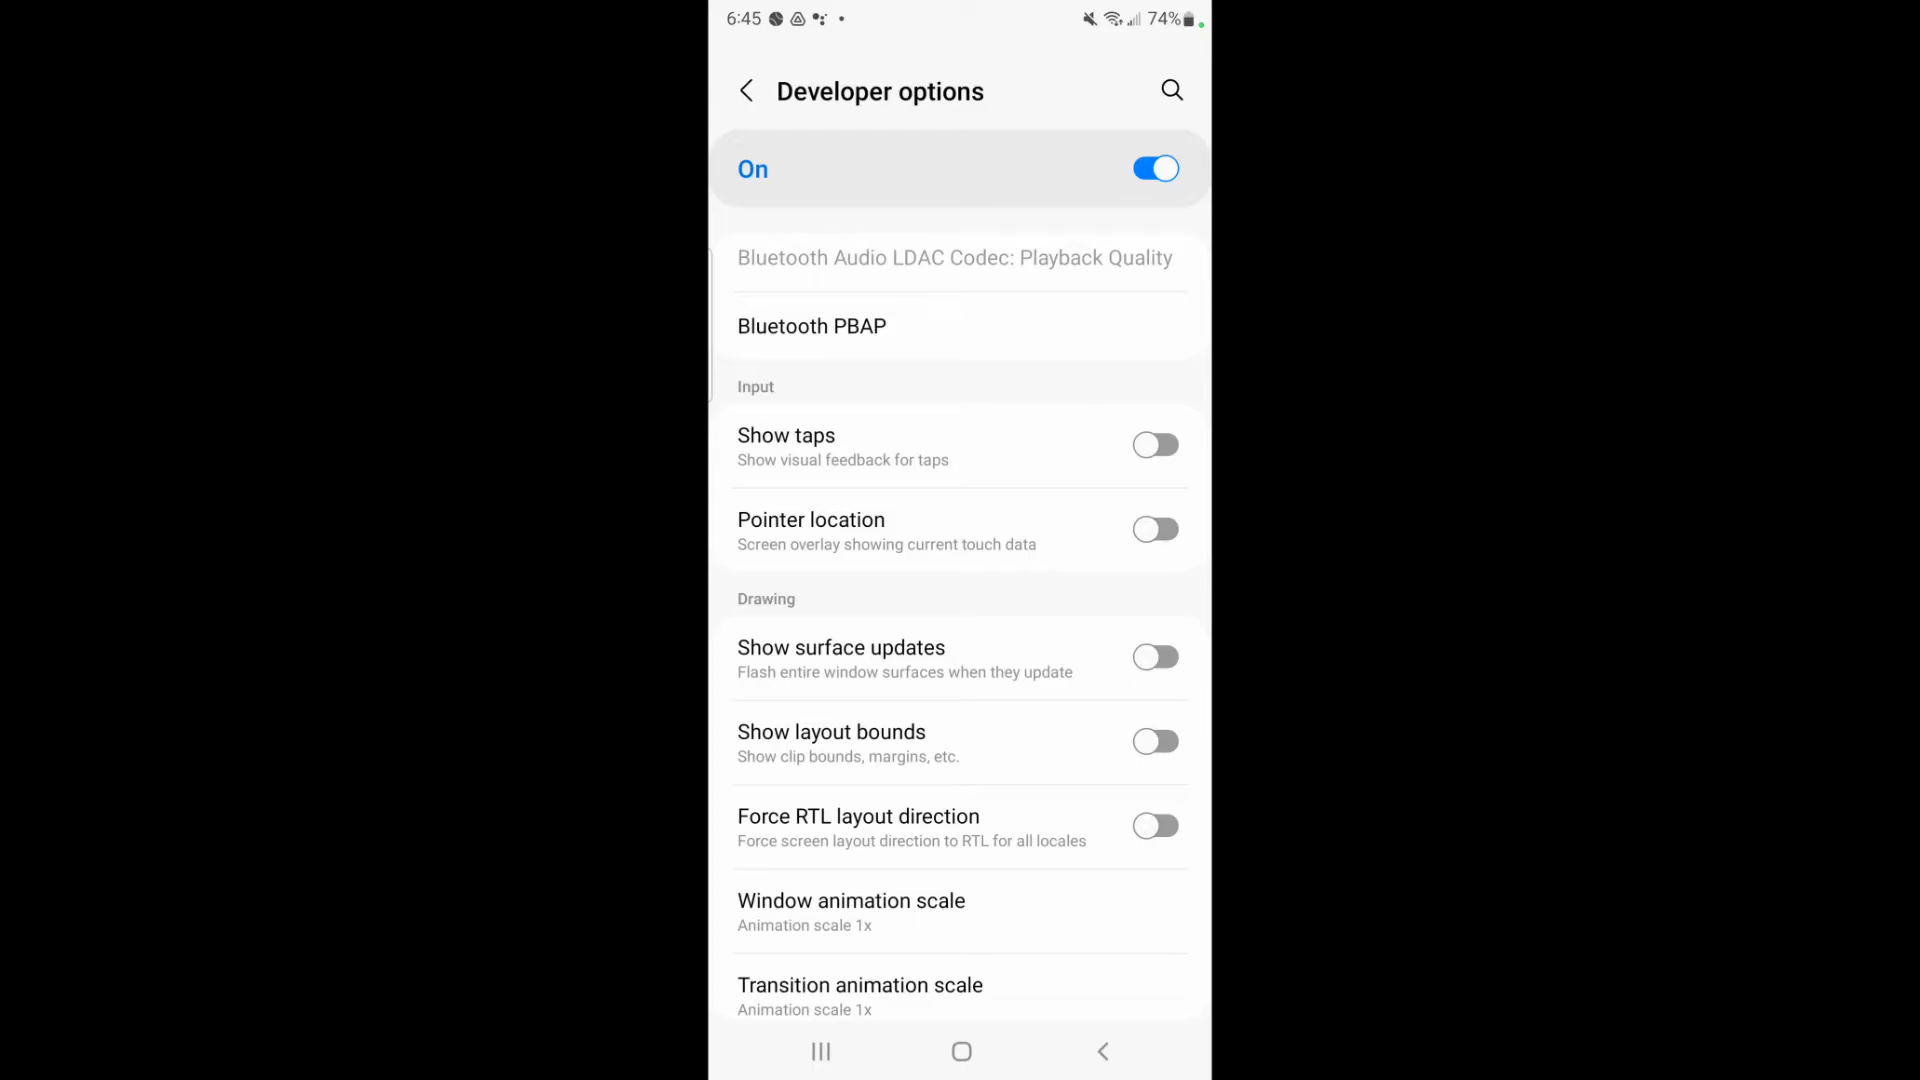 6:45 74%
Developer options
On
Bluetooth Audio LDAC Codec: Playback Quality
Bluetooth PBAP
Input
Show taps
Show visual feedback for taps
Pointer location
Screen overlay showing current touch data
Drawing
Show surface updates
Flash entire window surfaces when they update
Show layout bounds
Show clip bounds, margins, etc.
Force RTL layout direction
Force screen layout direction to RTL for all locales
Window animation scale
Animation scale 1x
Transition animation scale
Animation scale 1x